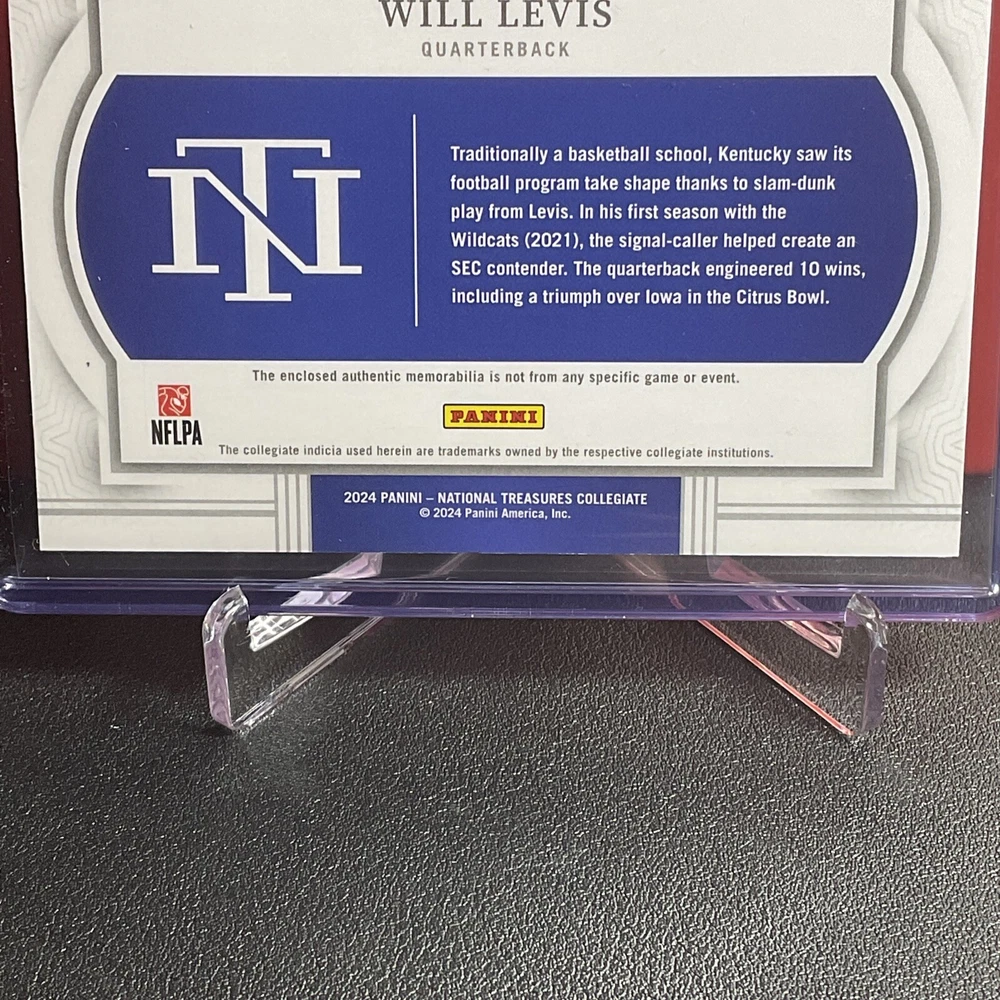 WILL LEVIS
QUARTERBACK
NT
Traditionally a basketball school, Kentucky saw its
football program take shape thanks to slam-dunk
play from Levis. In his first season with the
Wildcats (2021), the signal-caller helped create an
SEC contender. The quarterback engineered 10 wins,
including a triumph over Iowa in the Citrus Bowl.
The enclosed authentic memorabilia is not from any specific game or event.
NFLPA
PANINI
The collegiate indicia used herein are trademarks owned by the respective collegiate institutions.
2024 PANINI – NATIONAL TREASURES COLLEGIATE
© 2024 Panini America, Inc.